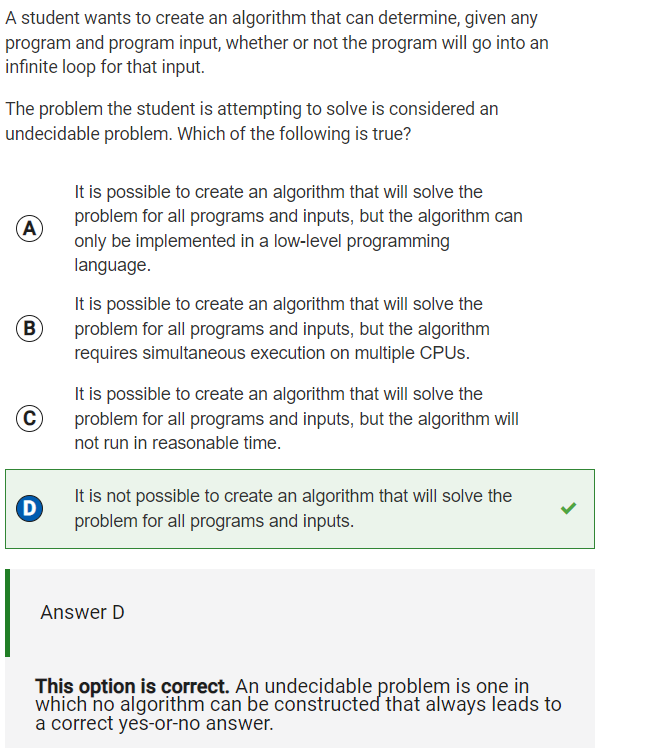 A student wants to create an algorithm that can determine, given any
program and program input, whether or not the program will go into an
infinite loop for that input.
The problem the student is attempting to solve is considered an
undecidable problem. Which of the following is true?
A
It is possible to create an algorithm that will solve the
problem for all programs and inputs, but the algorithm can
only be implemented in a low-level programming
language.
B
It is possible to create an algorithm that will solve the
problem for all programs and inputs, but the algorithm
requires simultaneous execution on multiple CPUs.
C
It is possible to create an algorithm that will solve the
problem for all programs and inputs, but the algorithm will
not run in reasonable time.
D
It is not possible to create an algorithm that will solve the
problem for all programs and inputs.
Answer D
This option is correct. An undecidable problem is one in
which no algorithm can be constructed that always leads to
a correct yes-or-no answer.